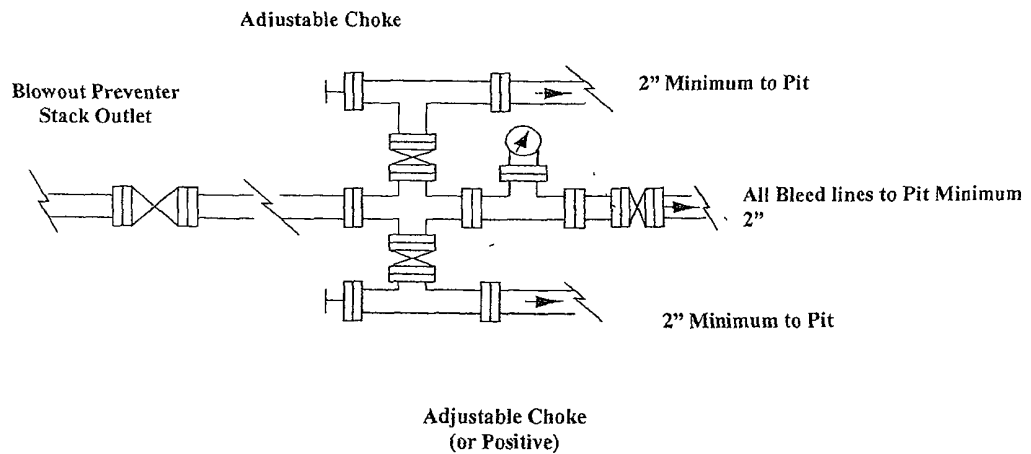 Adjustable Choke
2” Minimum to Pit
Blowout Preventer
Stack Outlet
All Bleed lines to Pit Minimum
2”
2” Minimum to Pit
Adjustable Choke
(or Positive)